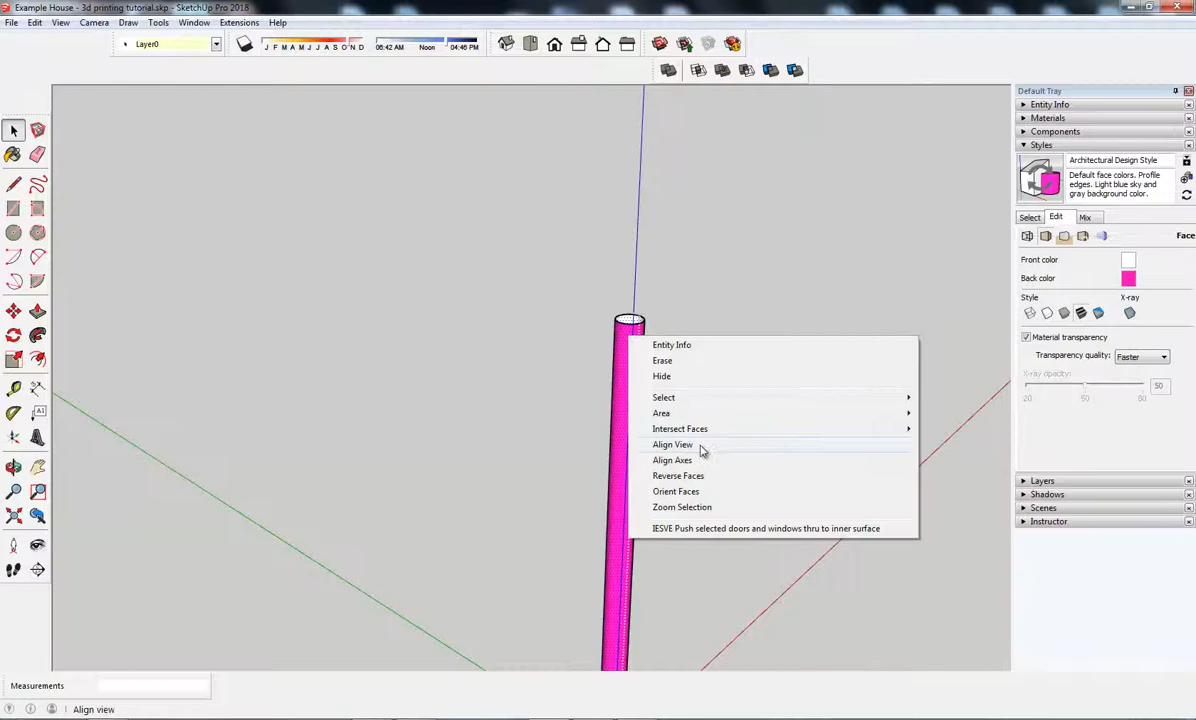 Example House - 3d printing tutorial.skp - SketchUp Pro 2018
File Edit View Camera Draw Tools Window Extensions Help
Layer0
J F M A M J J A S O N D
06:42 AM Noon 04:46 PM
Default Tray
Entity Info
Materials
Components
Styles
Architectural Design Style
Default face colors. Profile
edges. Light blue sky and
gray background color.
Select Edit Mix
Face
Front color
Back color
Style X-ray
Material transparency
Transparency quality: Faster
X-ray opacity:
50
20 50 80
Layers
Shadows
Scenes
Instructor
Entity Info
Erase
Hide
Select
Area
Intersect Faces
Align View
Align Axes
Reverse Faces
Orient Faces
Zoom Selection
IESVE Push selected doors and windows thru to inner surface
A1
Measurements
Align view